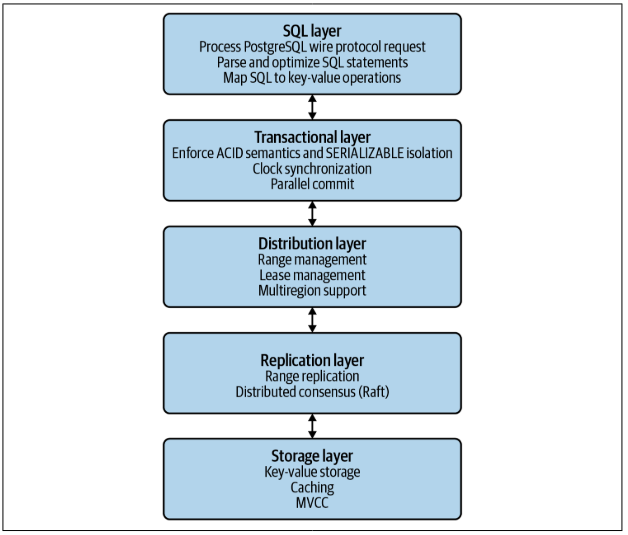 SQL layer
Process PostgreSQL wire protocol request
Parse and optimize SQL statements
Map SQL to key-value operations
Transactional layer
Enforce ACID semantics and SERIALIZABLE isolation
Clock synchronization
Parallel commit
Distribution layer
Range management
Lease management
Multiregion support
Replication layer
Range replication
Distributed consensus (Raft)
Storage layer
Key-value storage
Caching
MVCC